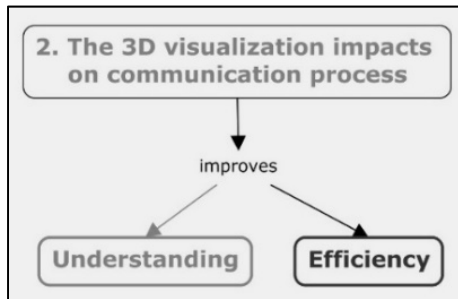 2. The 3D visualization impacts
on communication process
improves
Understanding
Efficiency